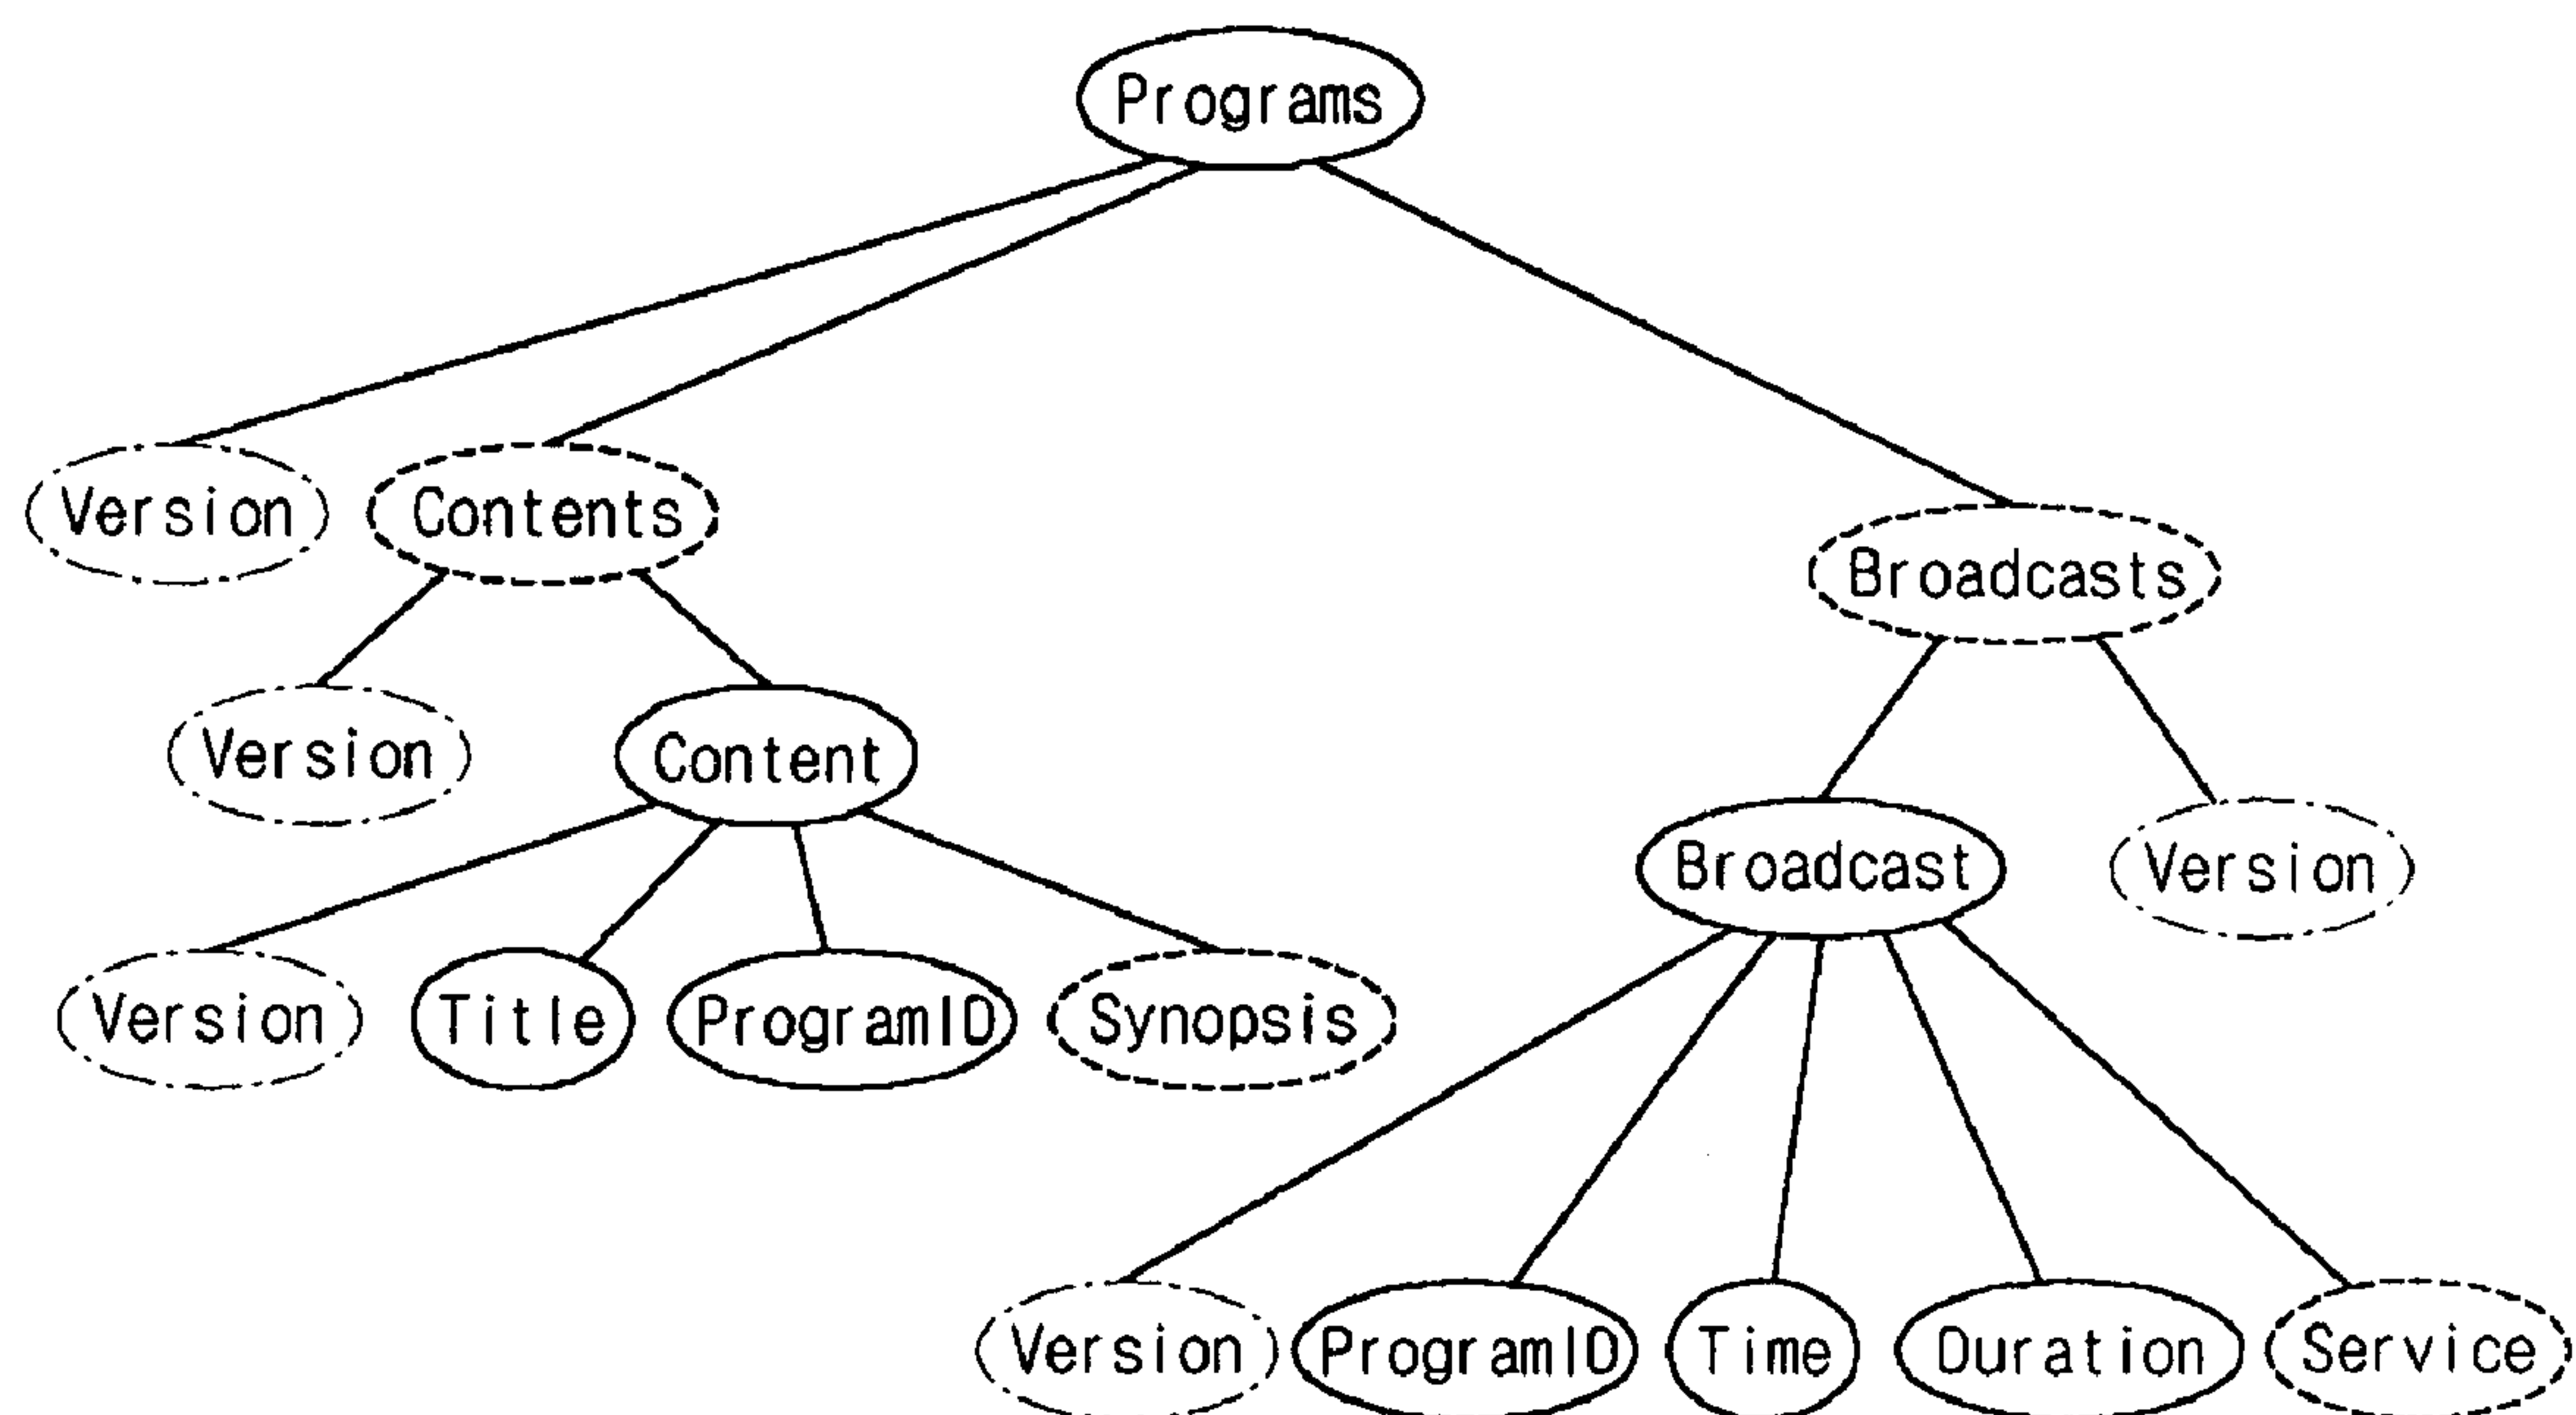 Programs
Version Contents
Broadcasts
Version Content
Broadcast Version
Version Title ProgramID Synopsis
Version ProgramID Time Duration Service